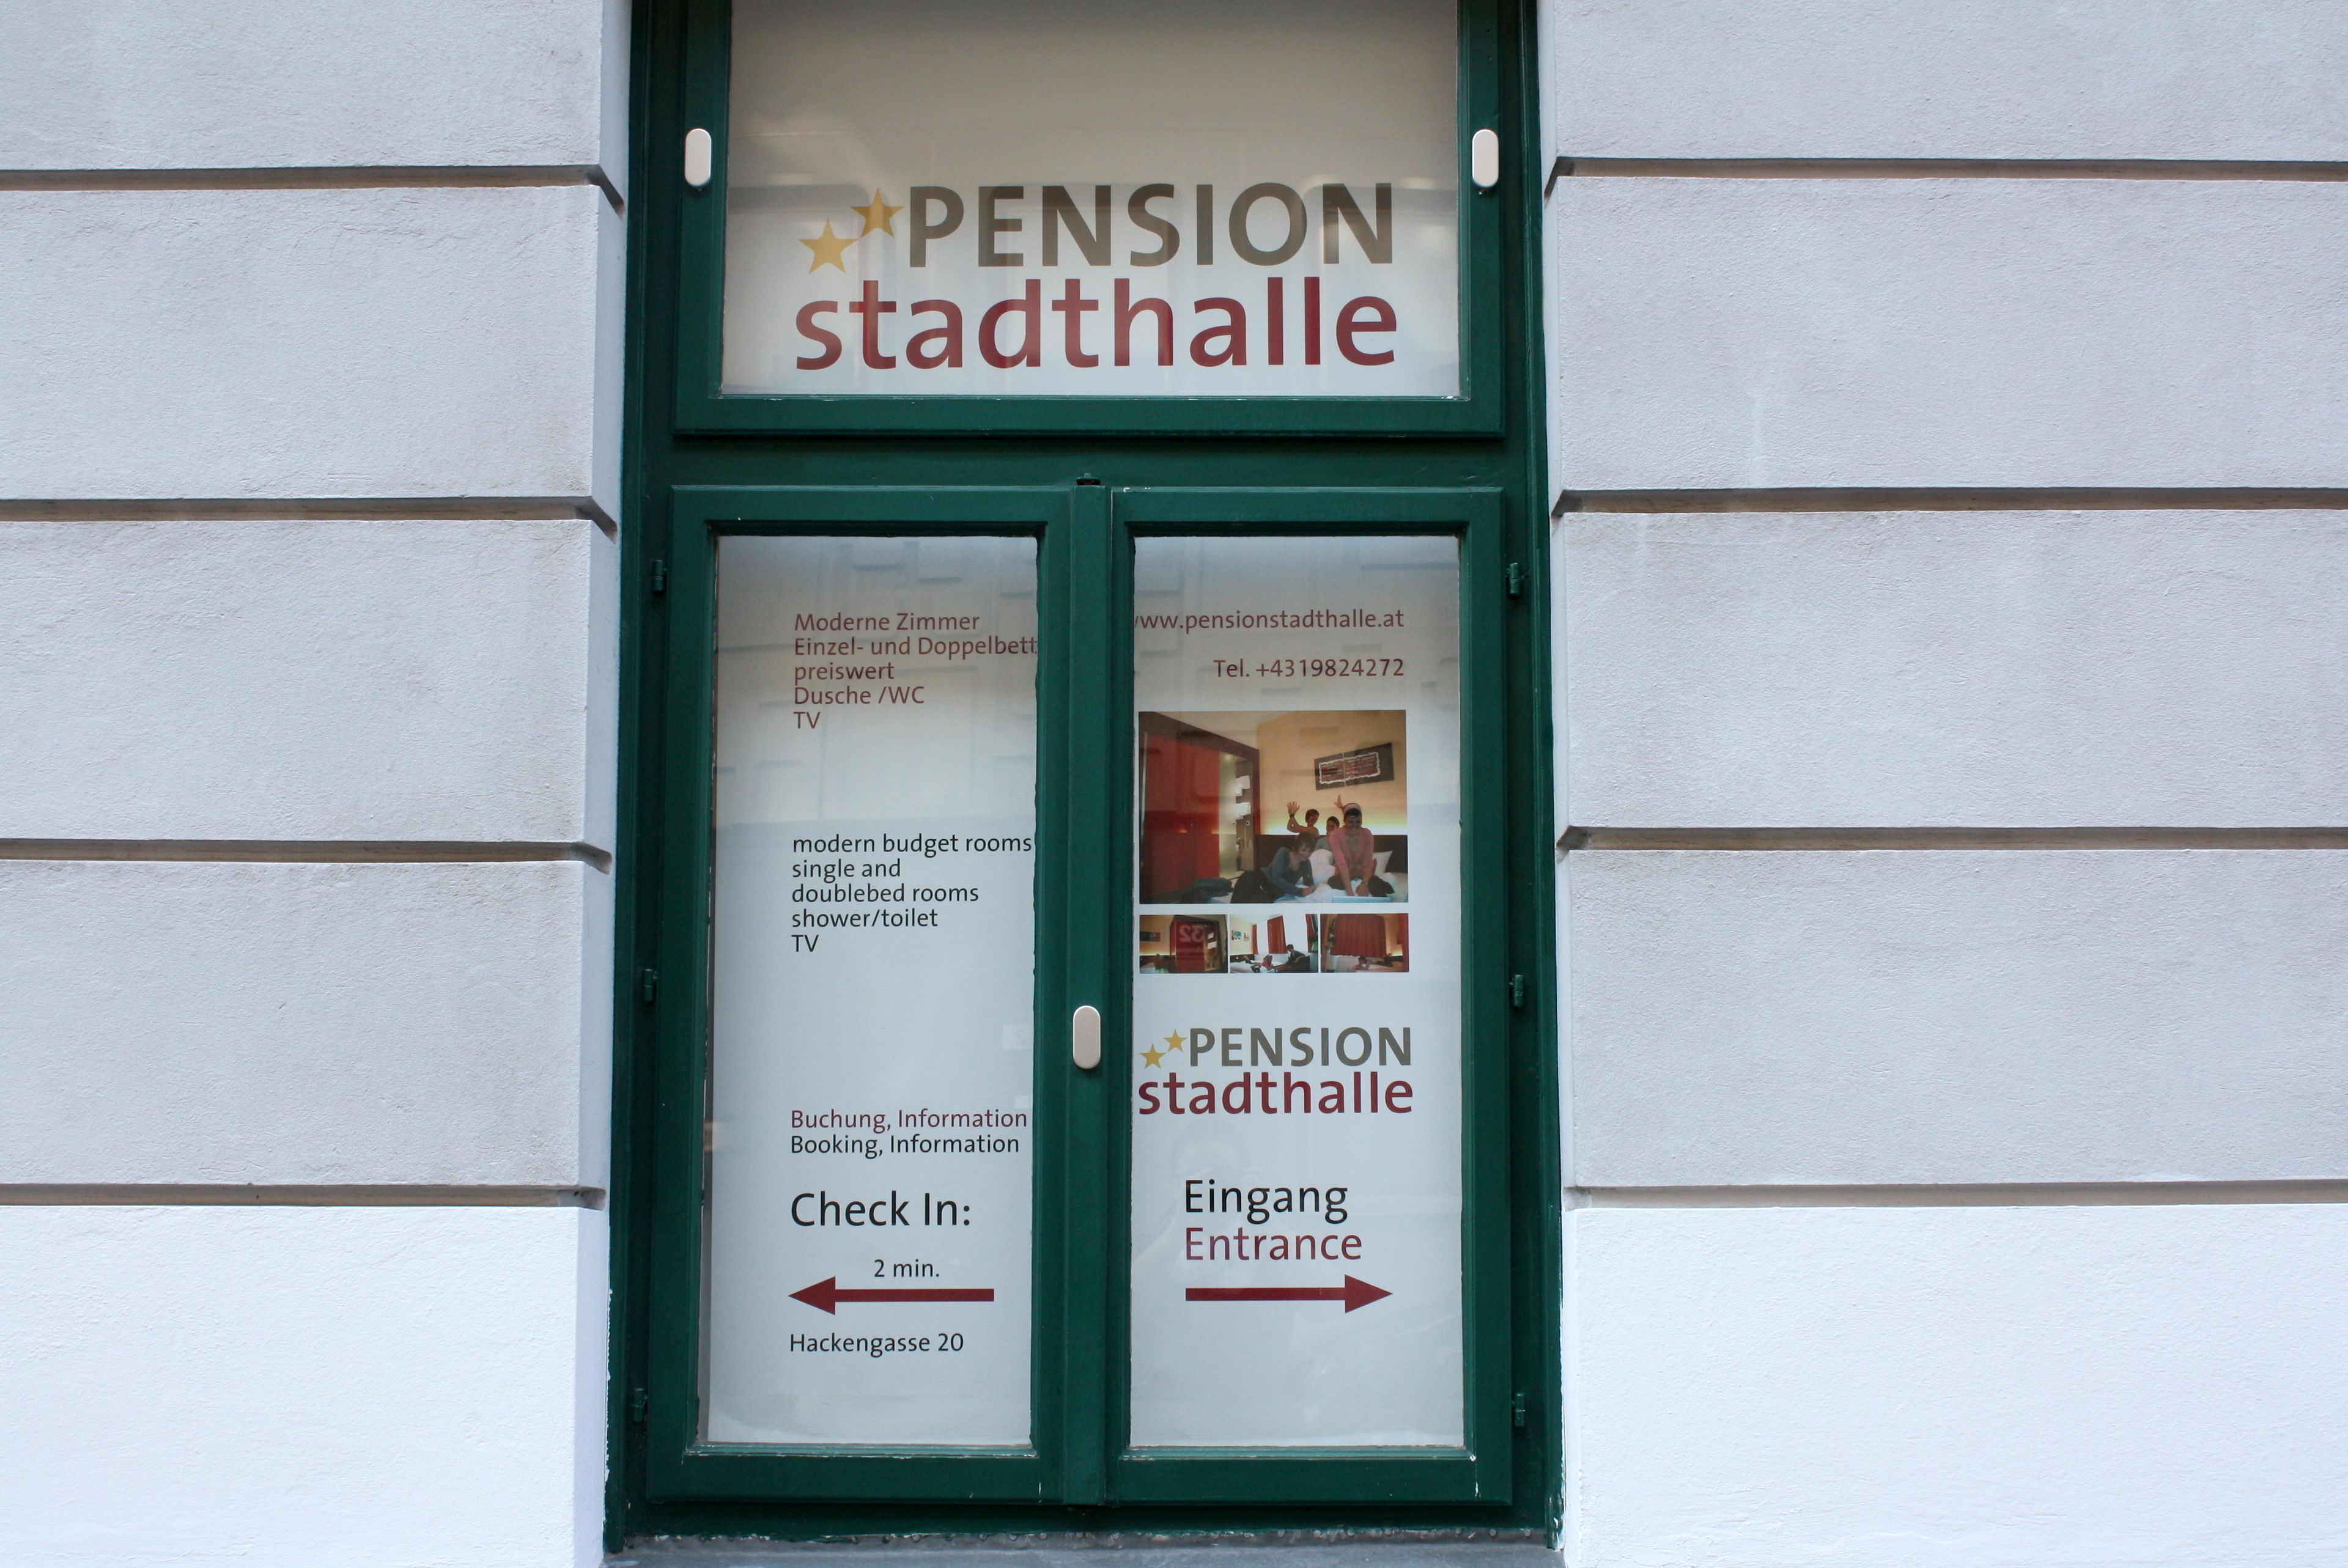 PENSION
stadthalle
Moderne Zimmer
Einzel- und Doppelbett
preiswert
Dusche /WC
TV
modern budget rooms
single and
doublebed rooms
shower/toilet
TV
Buchung, Information
Booking, Information
Check In:
2 min.
Hackengasse 20
www.pensionstadthalle.at
Tel. +4319824272
PENSION
stadthalle
Eingang
Entrance